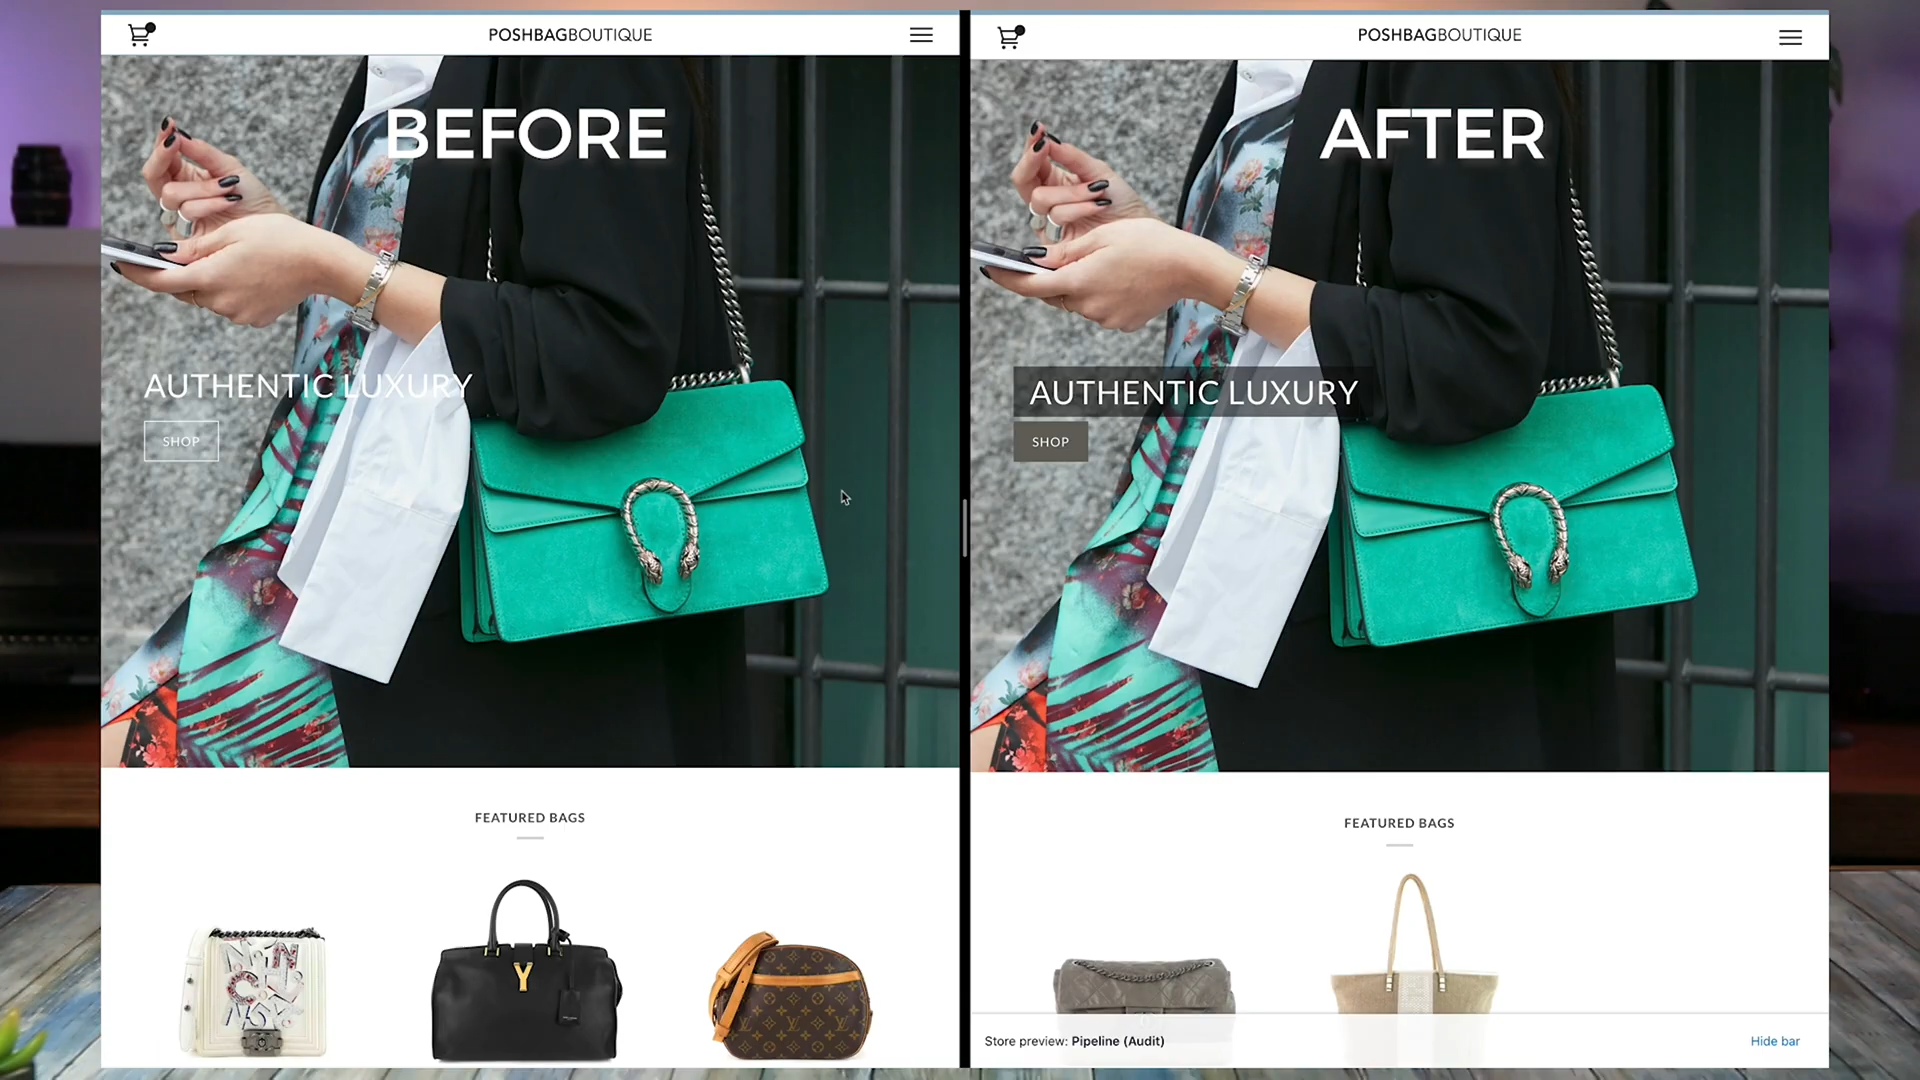 POSHBAGBOUTIQUE
BEFORE
AUTHENTIC LUXURY
SHOP
FEATURED BAGS
POSHBAGBOUTIQUE
AFTER
AUTHENTIC LUXURY
SHOP
FEATURED BAGS
Store preview: Pipeline (Audit)
Hide bar